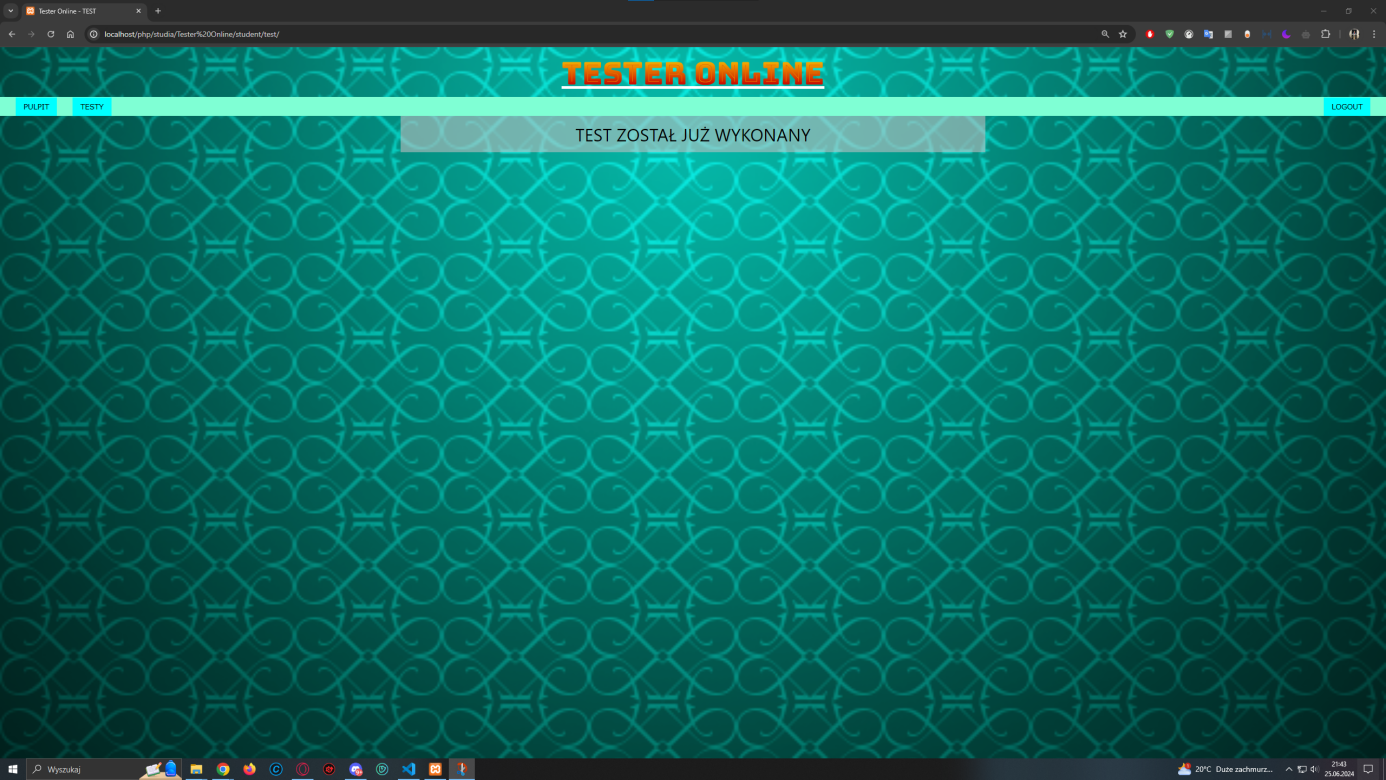 Tester Online - TEST
localhost/php/studia/Tester%20Online/student/test/
TESTER ONLINE
PULPIT TESTY LOGOUT
TEST ZOSTAŁ JUŻ WYKONANY
Wyszukaj
20°C Duże zachmurz...
21:43
25.06.2024